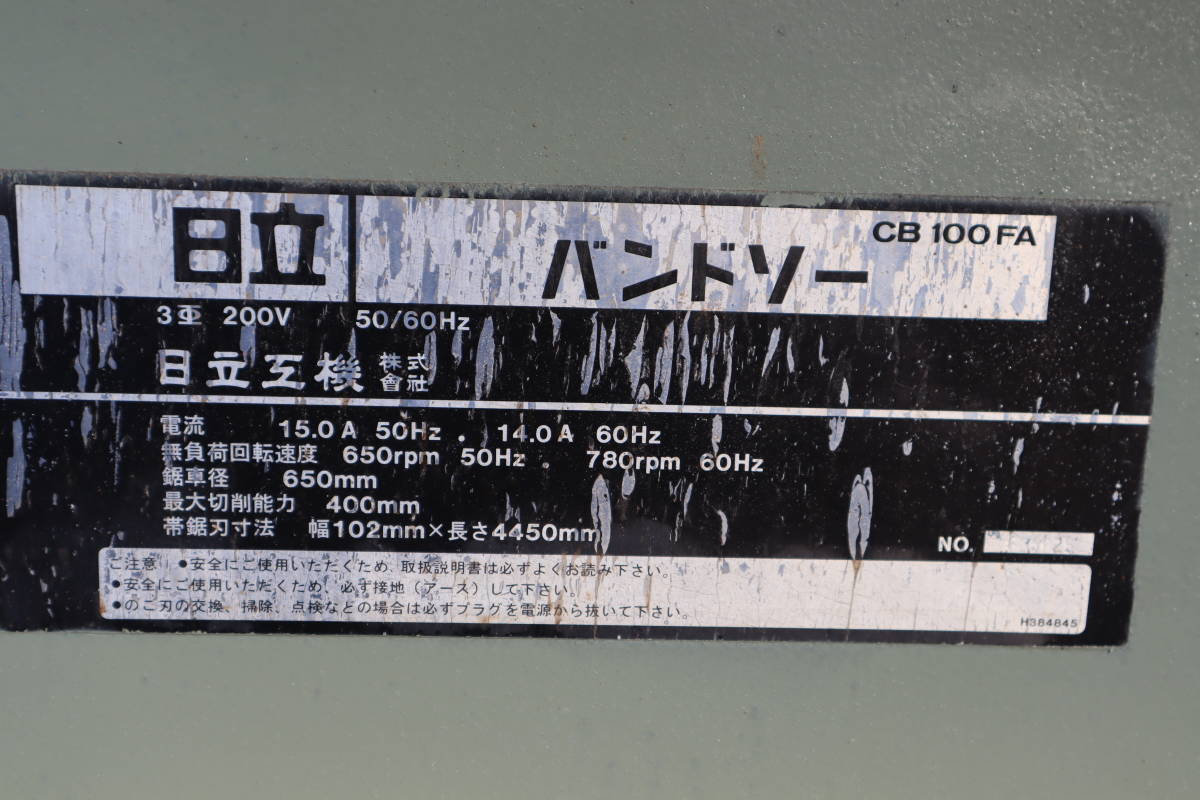 日立 バンドソー CB 100FA
3Φ 200V 50/60Hz
日立工機株式會社
電流 15.0A 50Hz. 14.0A 60Hz
無負荷回転速度 650rpm 50Hz. 780rpm 60Hz
鋸車径 650mm
最大切削能力 400mm
帯鋸刃寸法 幅102mm×長さ4450mm
NO.
ご注意 ●安全にご使用いただくため、取扱説明書は必ずよくお読み下さい。
●安全にご使用いただくため、必ず接地(アース)して下さい。
●のこ刃の交換、掃除、点検などの場合は必ずプラグを電源から抜いて下さい。
H384845